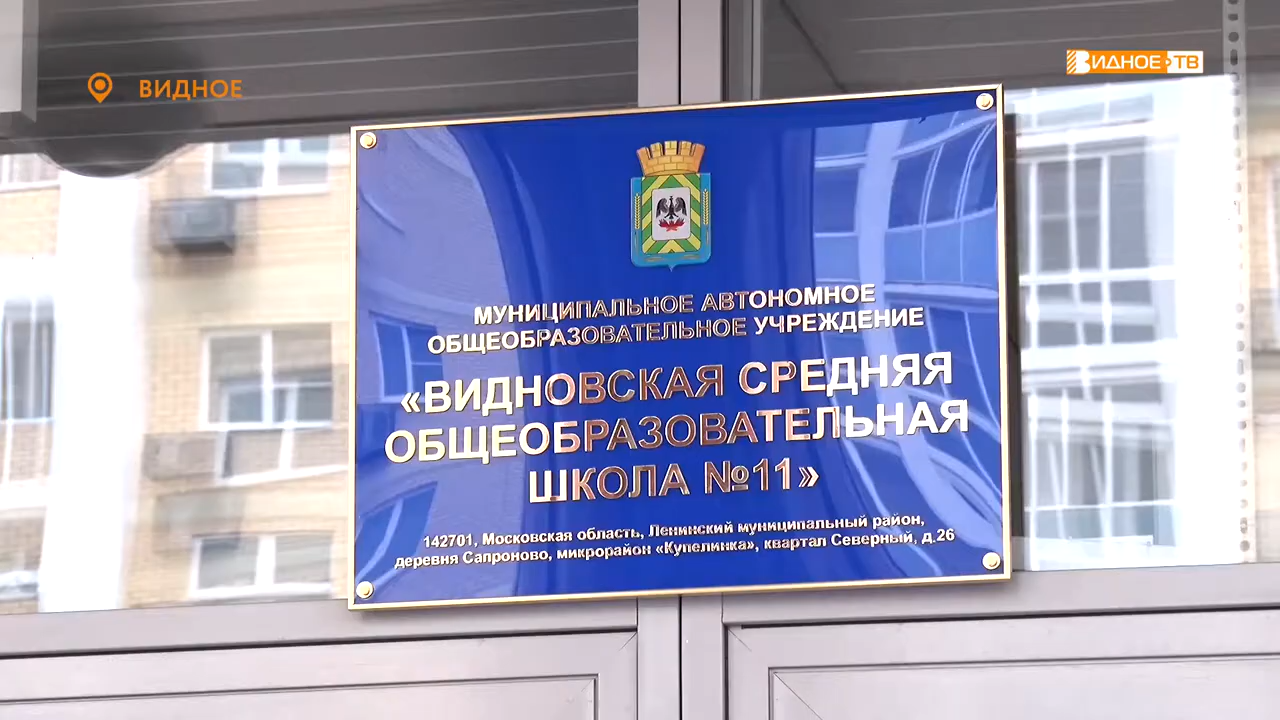 ВИДНОЕ
ВИДНОЕ ТВ
МУНИЦИПАЛЬНОЕ АВТОНОМНОЕ
ОБЩЕОБРАЗОВАТЕЛЬНОЕ УЧРЕЖДЕНИЕ
«ВИДНОВСКАЯ СРЕДНЯЯ
ОБЩЕОБРАЗОВАТЕЛЬНАЯ
ШКОЛА №11»
142701, Московская область, Ленинский муниципальный район,
деревня Сапроново, микрорайон «Купелинка», квартал Северный, д.26